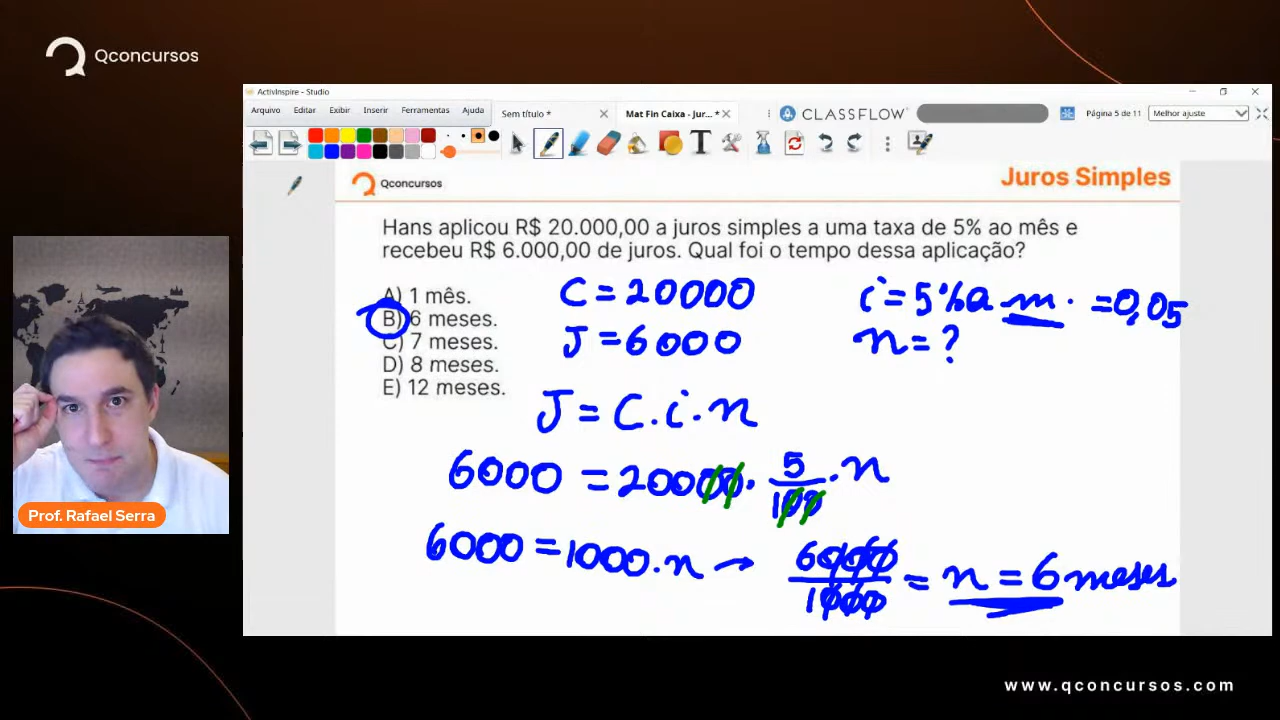 Qconcursos
ActivInspire - Studio
Arquivo Editar Exibir Inserir Ferramentas Ajuda
Sem título *
Mat Fin Caixa - Jur... *
CLASSFLOW
Página 5 de 11
Melhor ajuste
Qconcursos
Juros Simples
Hans aplicou R$ 20.000,00 a juros simples a uma taxa de 5% ao mês e
recebeu R$ 6.000,00 de juros. Qual foi o tempo dessa aplicação?
A) 1 mês.
B) 6 meses.
C) 7 meses.
D) 8 meses.
E) 12 meses.
C = 20000
i = 5% a m. = 0,05
J = 6000
n = ?
J = C . i . n
6000 = 20000 . 5/100 . n
6000 = 1000 . n → 6000/1000 = n = 6 meses
Prof. Rafael Serra
www.qconcursos.com